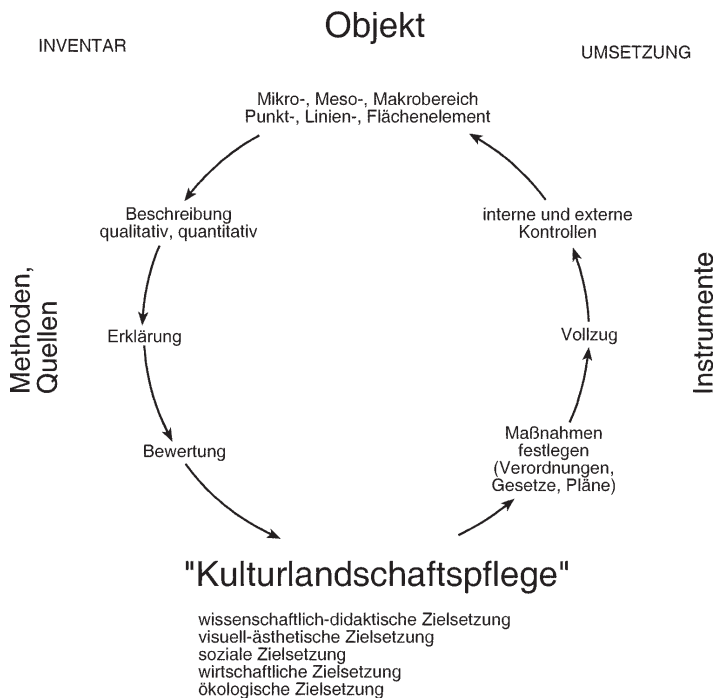 Objekt
INVENTAR
UMSETZUNG
Mikro-, Meso-, Makrobereich
Punkt-, Linien-, Flächenelement
Beschreibung
qualitativ, quantitativ
interne und externe
Kontrollen
Methoden,
Quellen
Instrumente
Erklärung
Vollzug
Bewertung
Maßnahmen
festlegen
(Verordnungen,
Gesetze, Pläne)
"Kulturlandschaftspflege"
wissenschaftlich-didaktische Zielsetzung
visuell-ästhetische Zielsetzung
soziale Zielsetzung
wirtschaftliche Zielsetzung
ökologische Zielsetzung